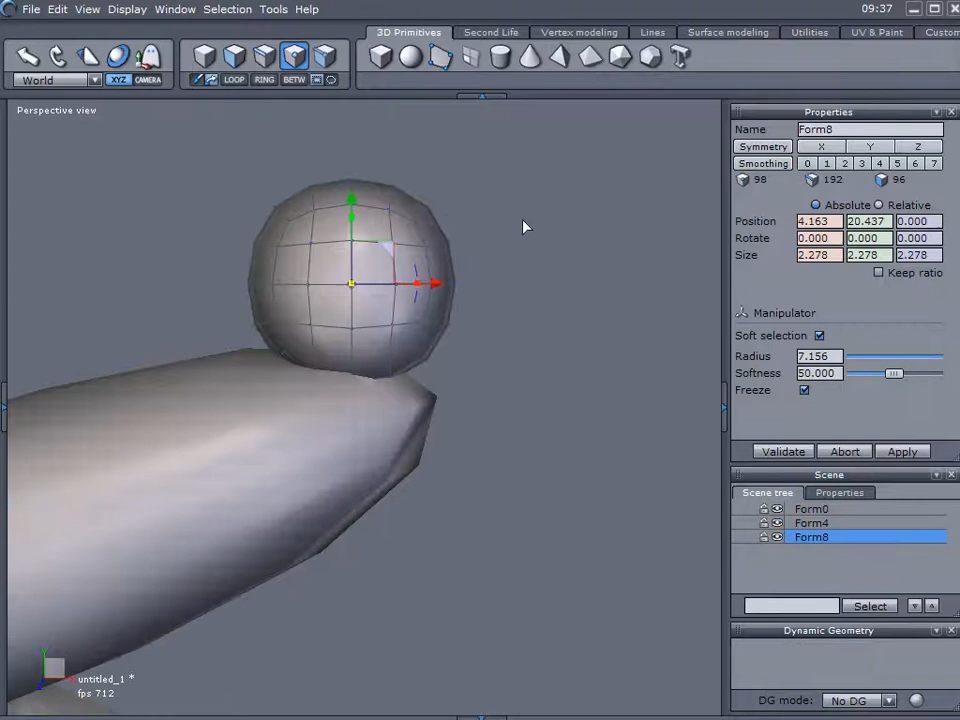 File Edit View Display Window Selection Tools Help 09:37
3D Primitives Second Life Vertex modeling Lines Surface modeling Utilities UV & Paint Custom
World XYZ CAMERA LOOP RING BETW
Perspective view
Properties
Name Form8
Symmetry X Y Z
Smoothing 0 1 2 3 4 5 6 7
98 192 96
Absolute Relative
Position 4.163 20.437 0.000
Rotate 0.000 0.000 0.000
Size 2.278 2.278 2.278
Keep ratio
Manipulator
Soft selection
Radius 7.156
Softness 50.000
Freeze
Validate Abort Apply
Scene
Scene tree Properties
Form0
Form4
Form8
Select
Dynamic Geometry
DG mode: No DG
untitled_1 *
fps 712